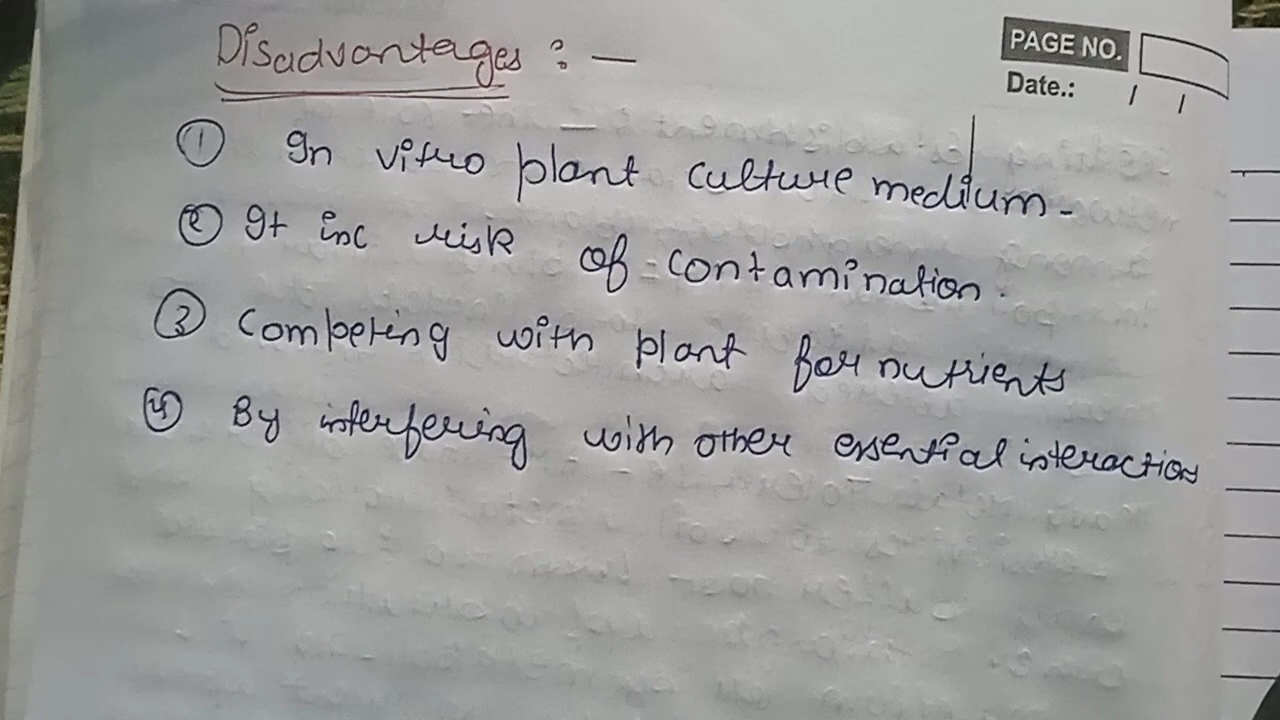 Disadvantages : —
PAGE NO.
Date.: / /
① In vitro plant culture medium -
② It inc risk of contamination.
③ Competing with plant for nutrients
④ By interfering with other essential interactions